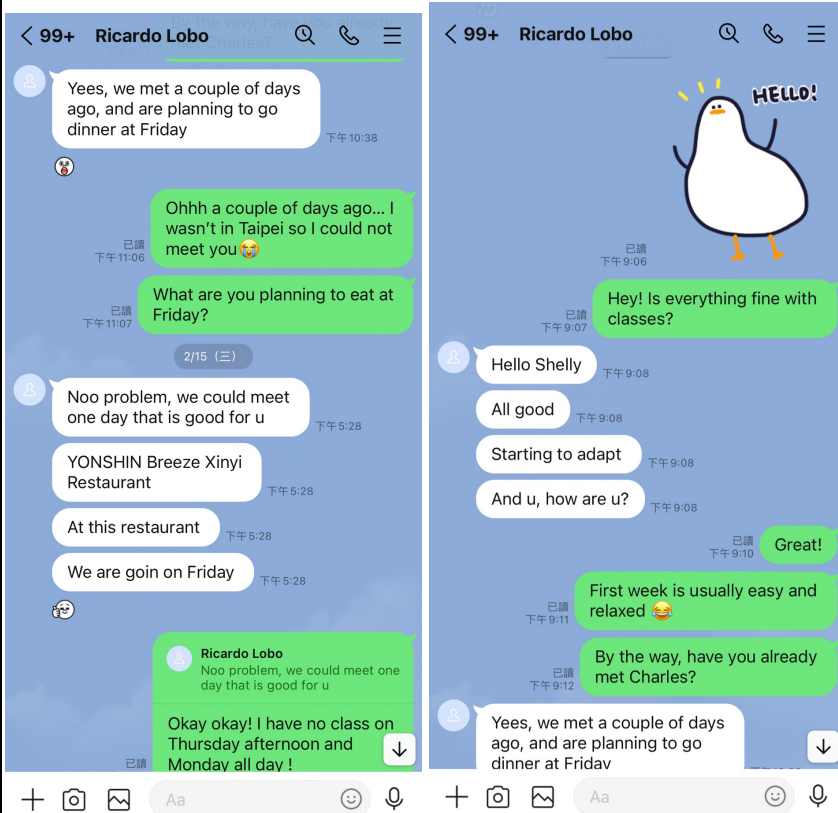 By the way, have you already
met Charles?
99+ Ricardo Lobo
Yees, we met a couple of days
ago, and are planning to go
dinner at Friday
下午10:38
Ohhh a couple of days ago... I
wasn't in Taipei so I could not
meet you😭
已讀
下午11:06
What are you planning to eat at
Friday?
已讀
下午11:07
2/15（三）
Noo problem, we could meet
one day that is good for u
下午5:28
YONSHIN Breeze Xinyi
Restaurant
下午5:28
At this restaurant
下午5:28
We are goin on Friday
下午5:28
Ricardo Lobo
Noo problem, we could meet one
day that is good for u
Okay okay! I have no class on
Thursday afternoon and
Monday all day !
已讀
Aa
99+ Ricardo Lobo
HELLO!
已讀
下午9:06
Hey! Is everything fine with
classes?
已讀
下午9:07
Hello Shelly
下午9:08
All good
下午9:08
Starting to adapt
下午9:08
And u, how are u?
下午9:08
Great!
已讀
下午9:10
First week is usually easy and
relaxed 😂
已讀
下午9:11
By the way, have you already
met Charles?
已讀
下午9:12
Yees, we met a couple of days
ago, and are planning to go
dinner at Friday
Aa